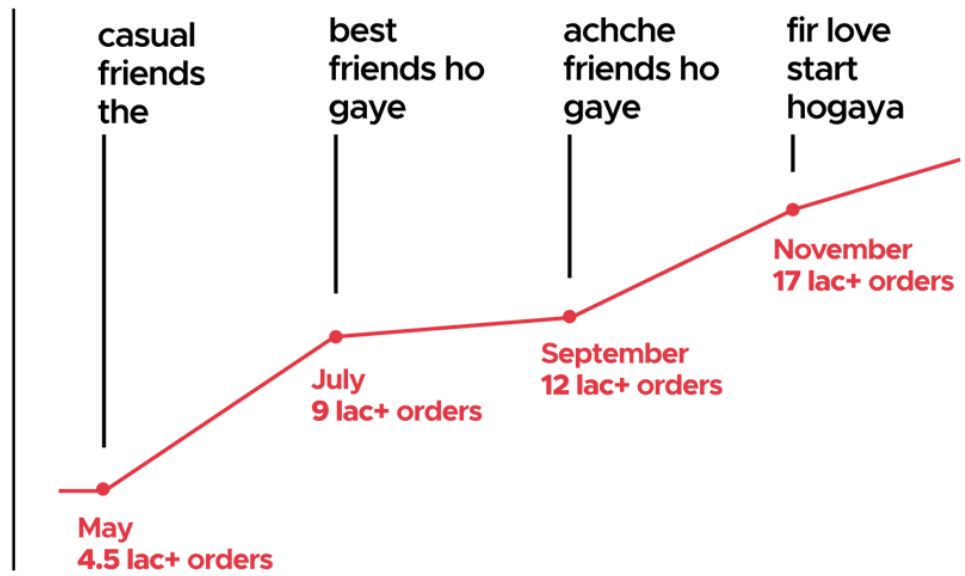 casual
friends
the
best
friends ho
gaye
achche
friends ho
gaye
fir love
start
hogaya
May
4.5 lac+ orders
July
9 lac+ orders
September
12 lac+ orders
November
17 lac+ orders